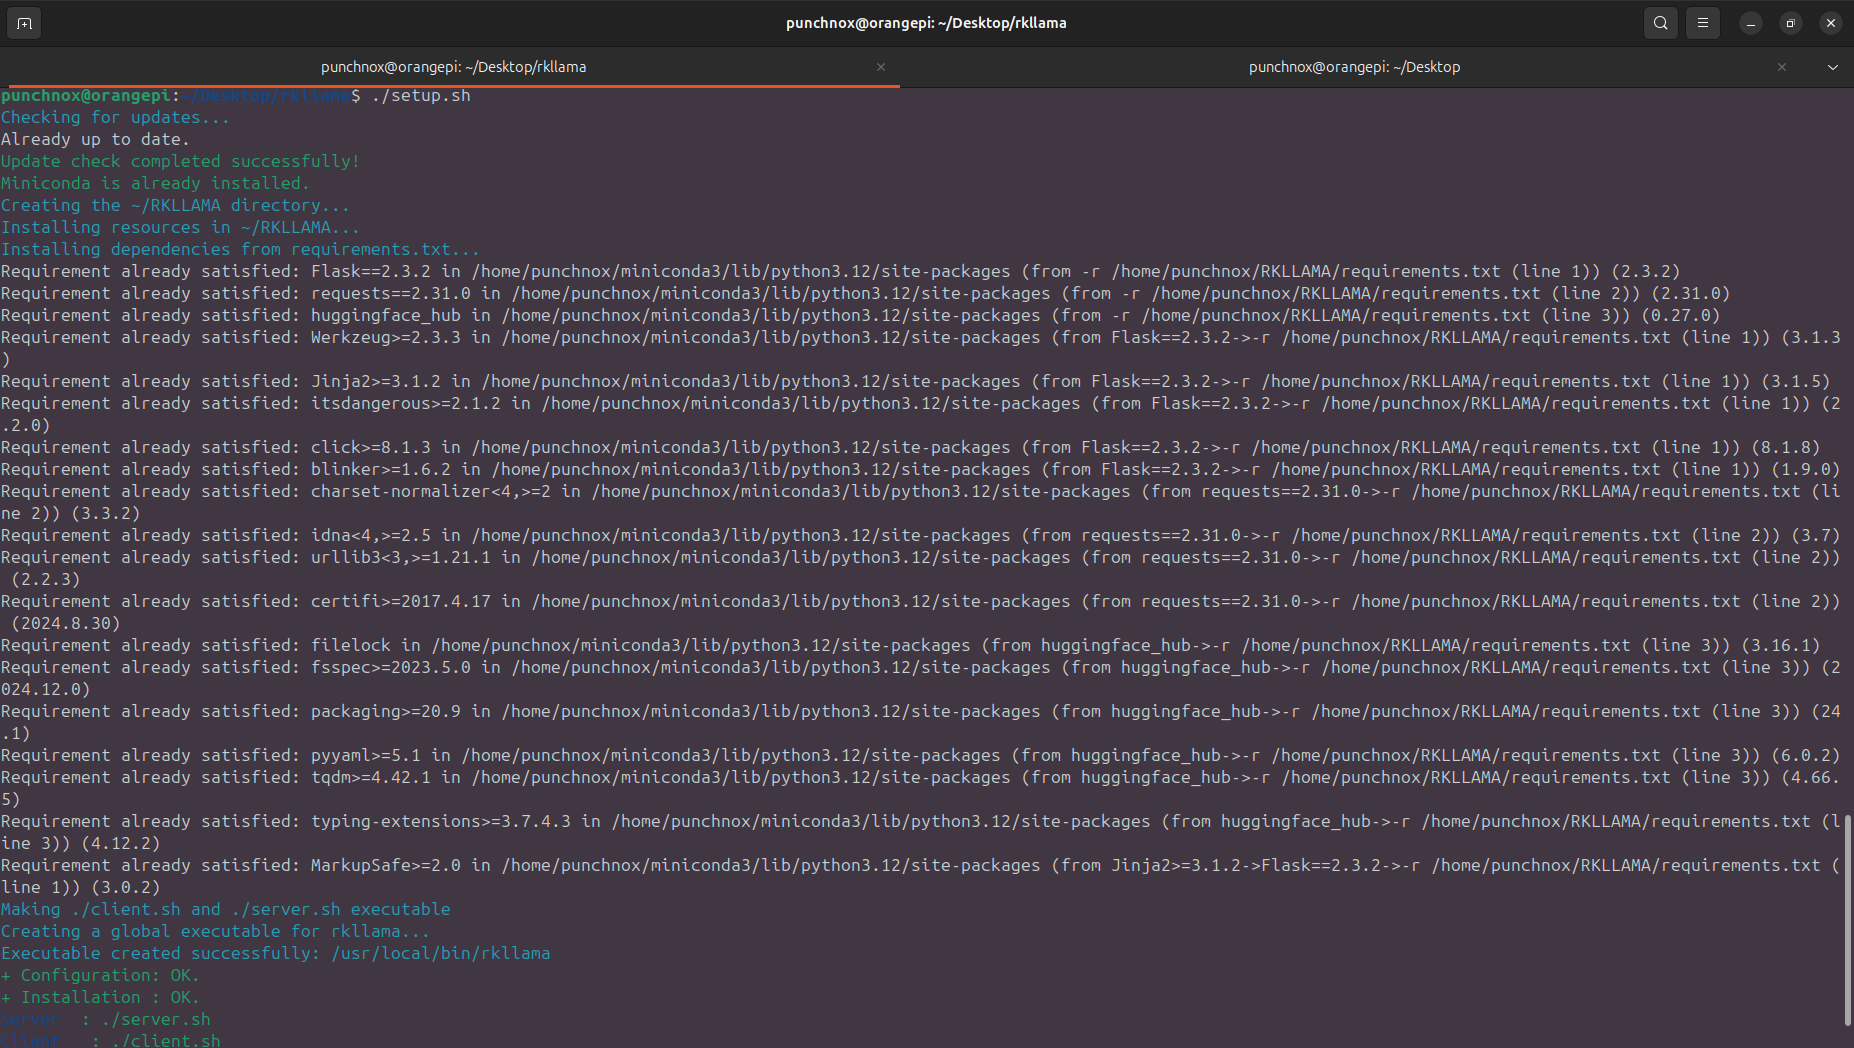 punchnox@orangepi: ~/Desktop/rkllama
punchnox@orangepi: ~/Desktop/rkllama
punchnox@orangepi: ~/Desktop
punchnox@orangepi:~/Desktop/rkllama$ ./setup.sh
Checking for updates...
Already up to date.
Update check completed successfully!
Miniconda is already installed.
Creating the ~/RKLLAMA directory...
Installing resources in ~/RKLLAMA...
Installing dependencies from requirements.txt...
Requirement already satisfied: Flask==2.3.2 in /home/punchnox/miniconda3/lib/python3.12/site-packages (from -r /home/punchnox/RKLLAMA/requirements.txt (line 1)) (2.3.2)
Requirement already satisfied: requests==2.31.0 in /home/punchnox/miniconda3/lib/python3.12/site-packages (from -r /home/punchnox/RKLLAMA/requirements.txt (line 2)) (2.31.0)
Requirement already satisfied: huggingface_hub in /home/punchnox/miniconda3/lib/python3.12/site-packages (from -r /home/punchnox/RKLLAMA/requirements.txt (line 3)) (0.27.0)
Requirement already satisfied: Werkzeug>=2.3.3 in /home/punchnox/miniconda3/lib/python3.12/site-packages (from Flask==2.3.2->-r /home/punchnox/RKLLAMA/requirements.txt (line 1)) (3.1.3
)
Requirement already satisfied: Jinja2>=3.1.2 in /home/punchnox/miniconda3/lib/python3.12/site-packages (from Flask==2.3.2->-r /home/punchnox/RKLLAMA/requirements.txt (line 1)) (3.1.5)
Requirement already satisfied: itsdangerous>=2.1.2 in /home/punchnox/miniconda3/lib/python3.12/site-packages (from Flask==2.3.2->-r /home/punchnox/RKLLAMA/requirements.txt (line 1)) (2
.2.0)
Requirement already satisfied: click>=8.1.3 in /home/punchnox/miniconda3/lib/python3.12/site-packages (from Flask==2.3.2->-r /home/punchnox/RKLLAMA/requirements.txt (line 1)) (8.1.8)
Requirement already satisfied: blinker>=1.6.2 in /home/punchnox/miniconda3/lib/python3.12/site-packages (from Flask==2.3.2->-r /home/punchnox/RKLLAMA/requirements.txt (line 1)) (1.9.0)
Requirement already satisfied: charset-normalizer<4,>=2 in /home/punchnox/miniconda3/lib/python3.12/site-packages (from requests==2.31.0->-r /home/punchnox/RKLLAMA/requirements.txt (li
ne 2)) (3.3.2)
Requirement already satisfied: idna<4,>=2.5 in /home/punchnox/miniconda3/lib/python3.12/site-packages (from requests==2.31.0->-r /home/punchnox/RKLLAMA/requirements.txt (line 2)) (3.7)
Requirement already satisfied: urllib3<3,>=1.21.1 in /home/punchnox/miniconda3/lib/python3.12/site-packages (from requests==2.31.0->-r /home/punchnox/RKLLAMA/requirements.txt (line 2))
(2.2.3)
Requirement already satisfied: certifi>=2017.4.17 in /home/punchnox/miniconda3/lib/python3.12/site-packages (from requests==2.31.0->-r /home/punchnox/RKLLAMA/requirements.txt (line 2))
(2024.8.30)
Requirement already satisfied: filelock in /home/punchnox/miniconda3/lib/python3.12/site-packages (from huggingface_hub->-r /home/punchnox/RKLLAMA/requirements.txt (line 3)) (3.16.1)
Requirement already satisfied: fsspec>=2023.5.0 in /home/punchnox/miniconda3/lib/python3.12/site-packages (from huggingface_hub->-r /home/punchnox/RKLLAMA/requirements.txt (line 3)) (2
024.12.0)
Requirement already satisfied: packaging>=20.9 in /home/punchnox/miniconda3/lib/python3.12/site-packages (from huggingface_hub->-r /home/punchnox/RKLLAMA/requirements.txt (line 3)) (24
.1)
Requirement already satisfied: pyyaml>=5.1 in /home/punchnox/miniconda3/lib/python3.12/site-packages (from huggingface_hub->-r /home/punchnox/RKLLAMA/requirements.txt (line 3)) (6.0.2)
Requirement already satisfied: tqdm>=4.42.1 in /home/punchnox/miniconda3/lib/python3.12/site-packages (from huggingface_hub->-r /home/punchnox/RKLLAMA/requirements.txt (line 3)) (4.66.
5)
Requirement already satisfied: typing-extensions>=3.7.4.3 in /home/punchnox/miniconda3/lib/python3.12/site-packages (from huggingface_hub->-r /home/punchnox/RKLLAMA/requirements.txt (l
ine 3)) (4.12.2)
Requirement already satisfied: MarkupSafe>=2.0 in /home/punchnox/miniconda3/lib/python3.12/site-packages (from Jinja2>=3.1.2->Flask==2.3.2->-r /home/punchnox/RKLLAMA/requirements.txt (
line 1)) (3.0.2)
Making ./client.sh and ./server.sh executable
Creating a global executable for rkllama...
Executable created successfully: /usr/local/bin/rkllama
+ Configuration: OK.
+ Installation : OK.
Server  : ./server.sh
Client   : ./client.sh